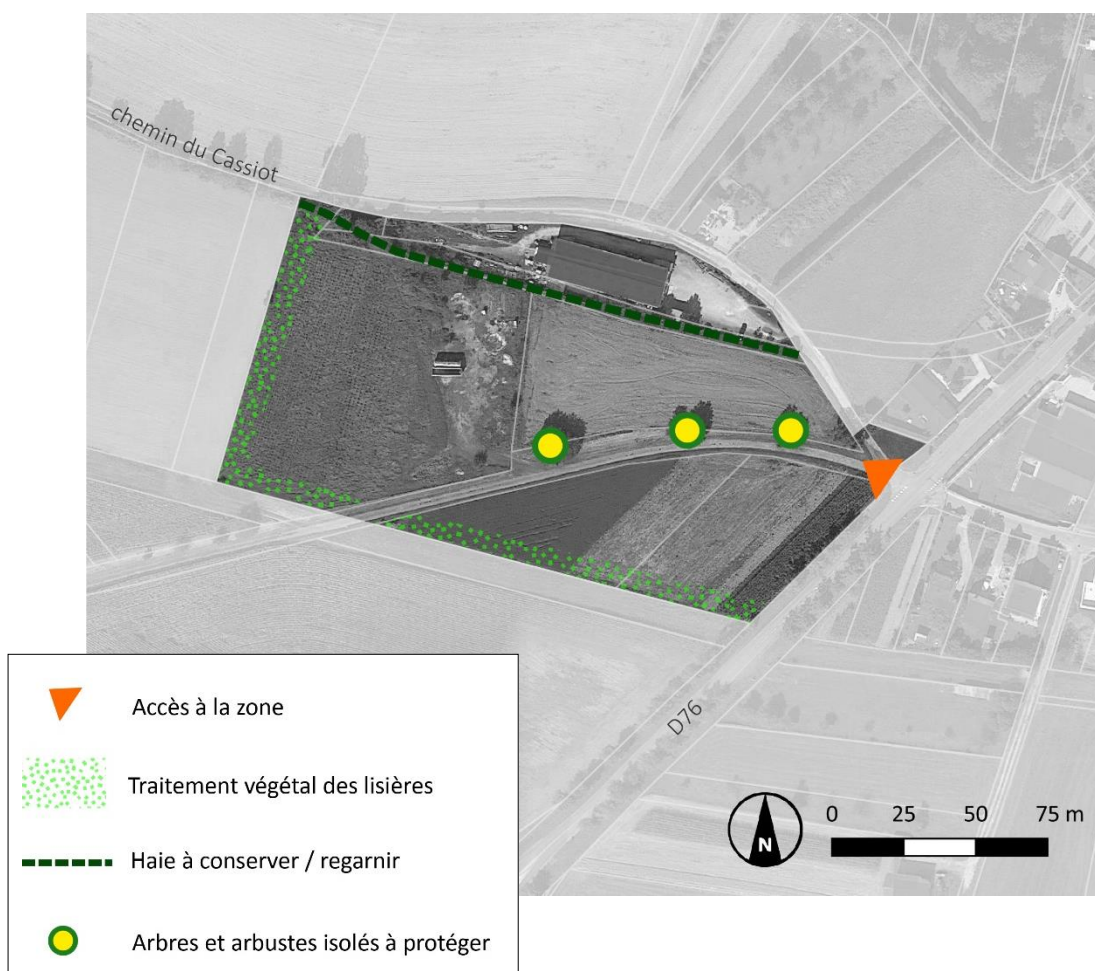 chemin du Cassiot
D76
0 25 50 75 m
N
Accès à la zone
Traitement végétal des lisières
Haie à conserver / regarnir
Arbres et arbustes isolés à protéger